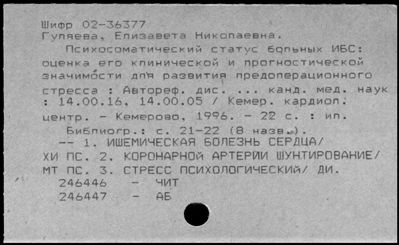 Шифр 02-36377
Гуляева, Елизавета Николаевна.
Психосоматический статус больных ИБС:
оценка его клинической и прогностической
значимости для развития предоперационного
стресса : Автореф. дис. ... канд. мед. наук
: 14.00.16, 14.00.05 / Кемер. кардиол.
центр. - Кемерово, 1996. - 22 с. : ил.
Библиогр.: с. 21-22 (8 назв.).
-- 1. ИШЕМИЧЕСКАЯ БОЛЕЗНЬ СЕРДЦА/
ХИ ПС. 2. КОРОНАРНОЙ АРТЕРИИ ШУНТИРОВАНИЕ/
МТ ПС. 3. СТРЕСС ПСИХОЛОГИЧЕСКИЙ/ ДИ.
246446 - ЧИТ
246447 - АБ